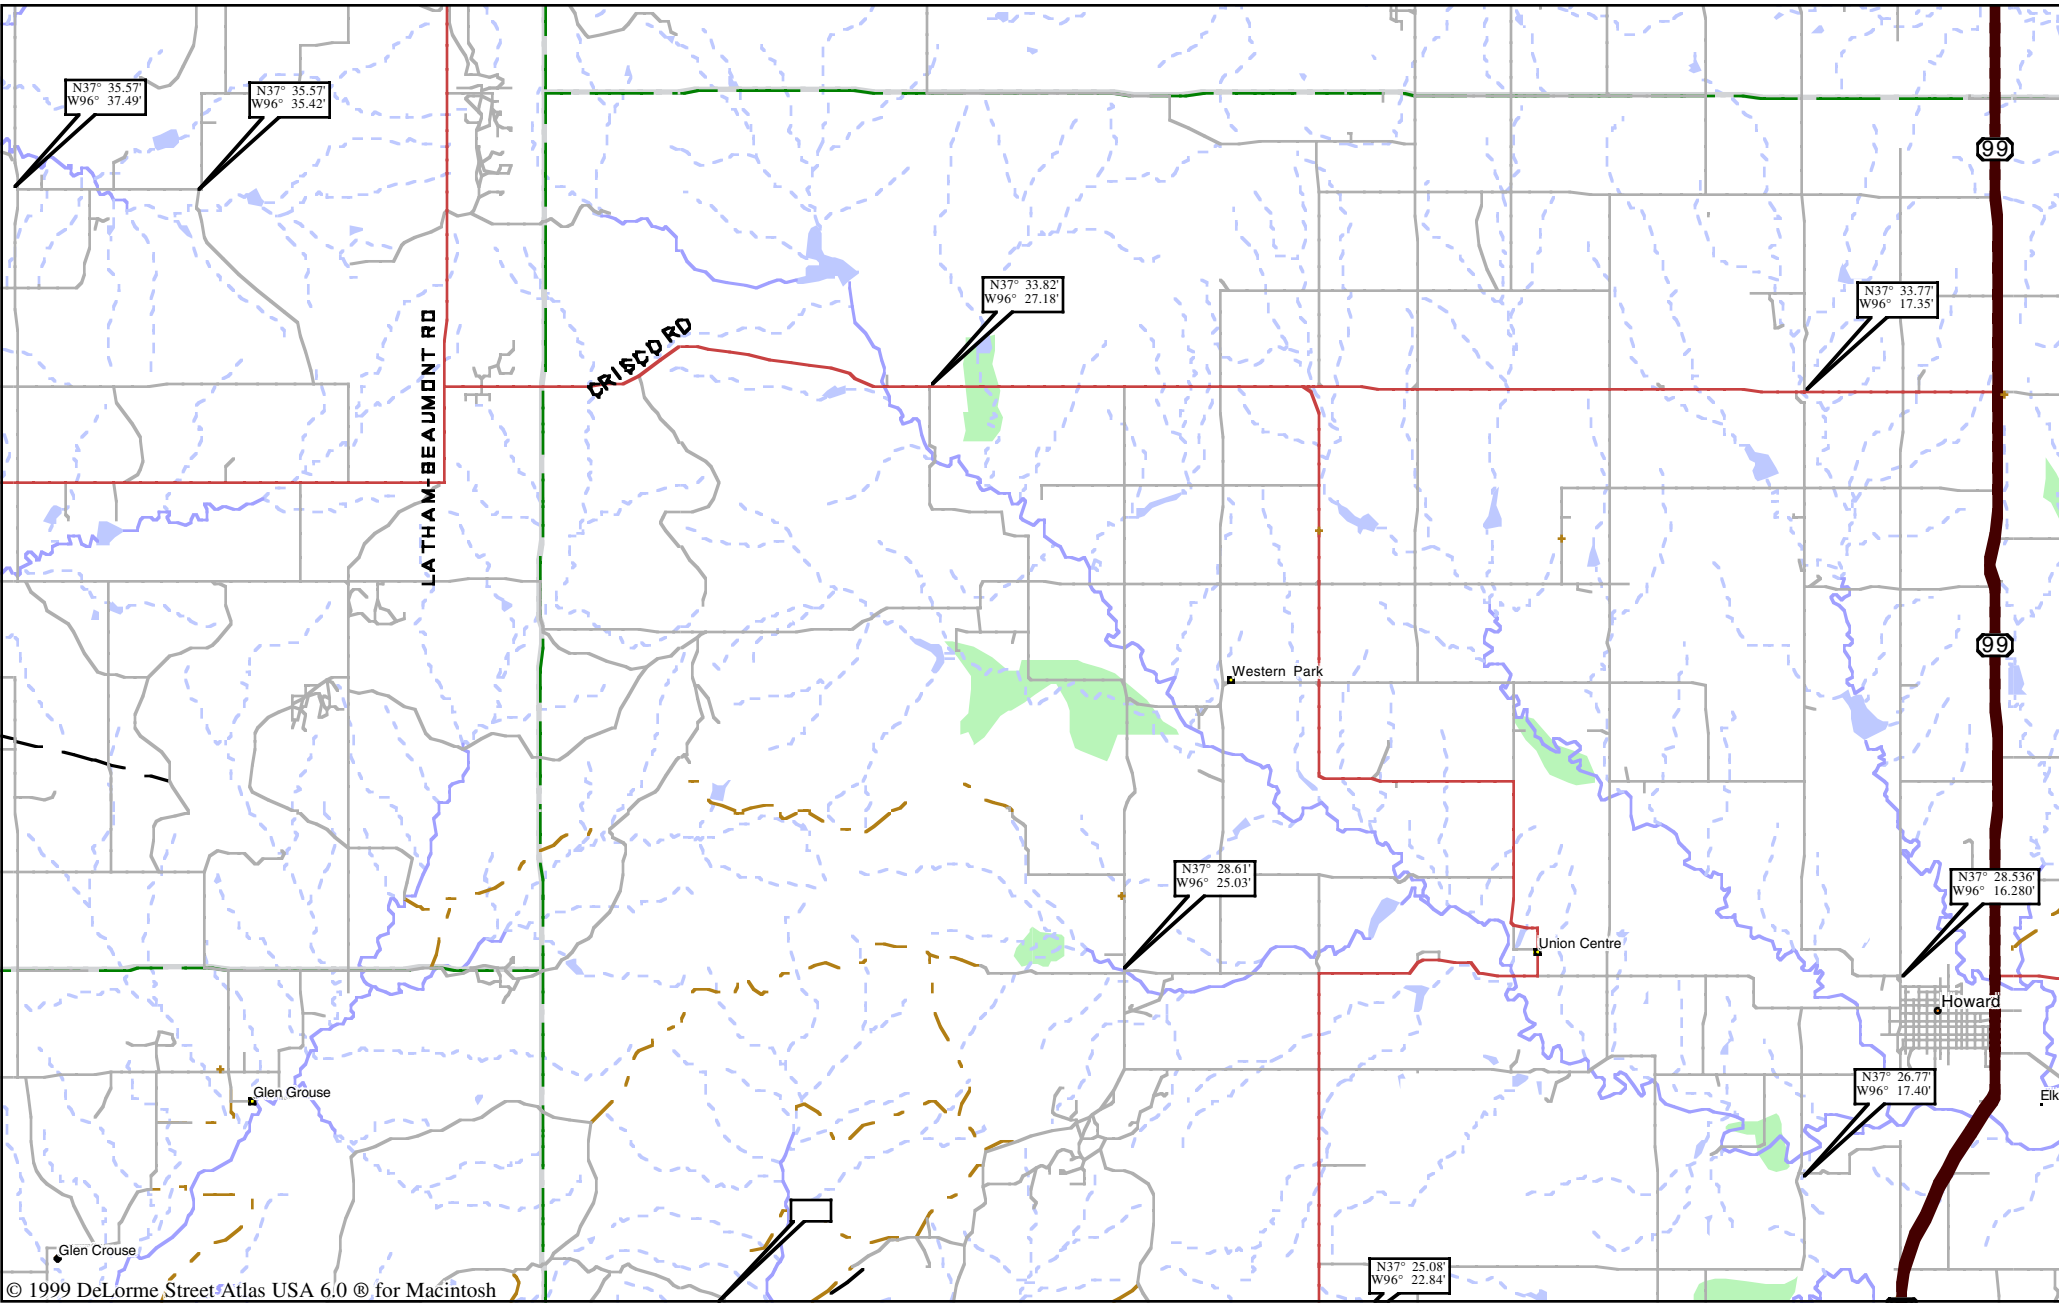 N37° 35.57'
W96° 37.49'
N37° 35.57'
W96° 35.42'
99
N37° 33.82'
W96° 27.18'
N37° 33.77'
W96° 17.35'
LATHAM-BEAUMONT RD
CRISCO RD
99
Western Park
N37° 28.61'
W96° 25.03'
N37° 28.536'
W96° 16.280'
Union Centre
Howard
N37° 26.77'
W96° 17.40'
Glen Grouse
Elk
Glen Crouse
N37° 25.08'
W96° 22.84'
© 1999 DeLorme Street Atlas USA 6.0 ® for Macintosh